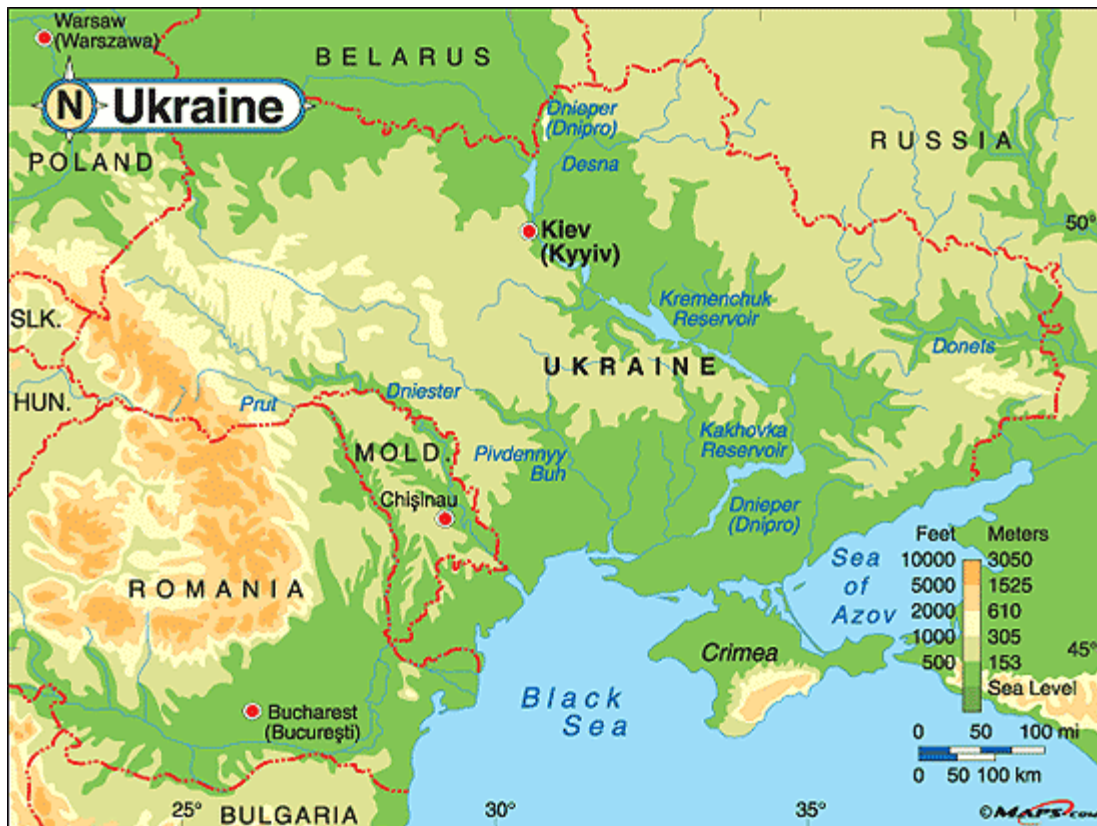 Warsaw
(Warszawa)
BELARUS
N Ukraine
Dnieper
(Dnipro)
POLAND
Desna
RUSSIA
50°
Kiev
(Kyyiv)
SLK.
Kremenchuk
Reservoir
UKRAINE
Donets
HUN.
Prut
Dniester
MOLD.
Pivdennyy
Buh
Kakhovka
Reservoir
Chişinau
Dnieper
(Dnipro)
Feet Meters
10000 3050
5000 1525
2000 610
1000 305
500 153
Sea Level
Sea
of
Azov
ROMANIA
Crimea
45°
Black
Sea
Bucharest
(Bucureşti)
0 50 100 mi
0 50 100 km
BULGARIA
25°
30°
35°
©MAPS.COM